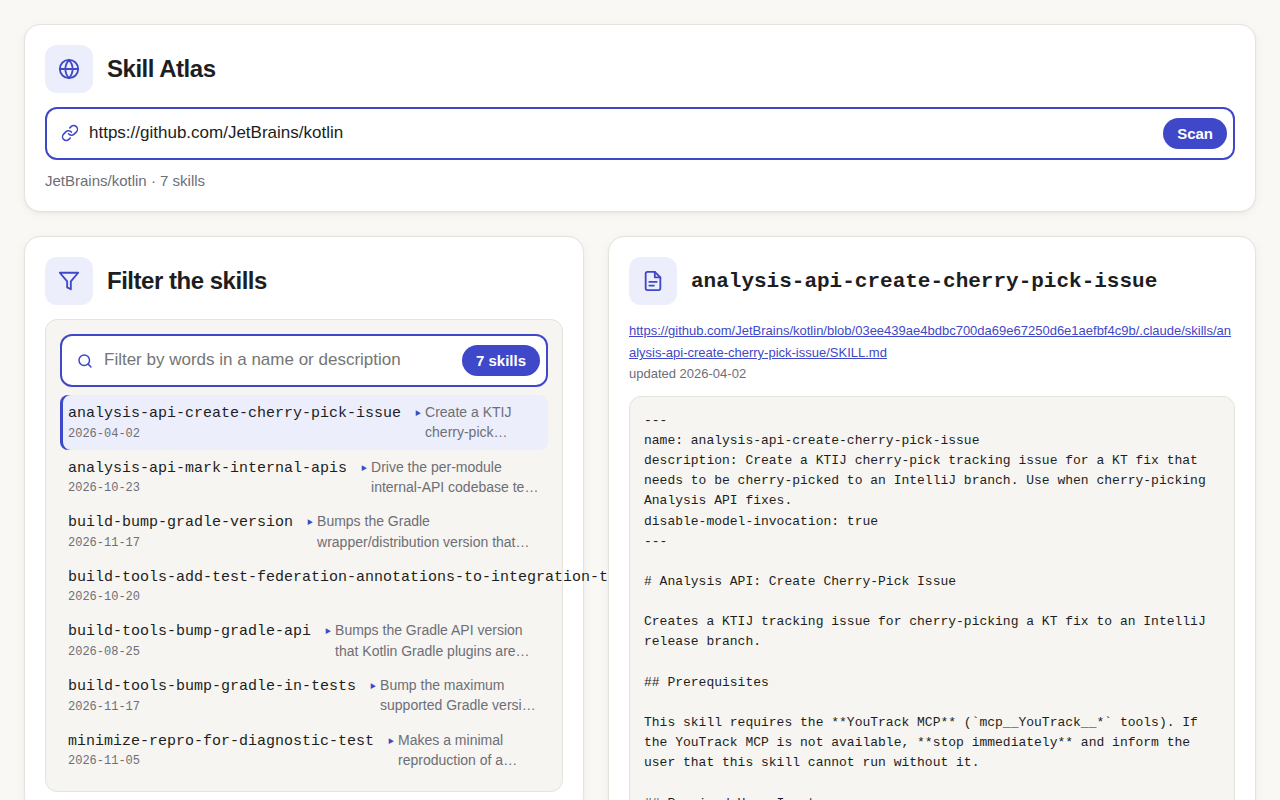 Skill Atlas
https://github.com/JetBrains/kotlin
Scan
JetBrains/kotlin · 7 skills
Filter the skills
Filter by words in a name or description
7 skills
analysis-api-create-cherry-pick-issue
2026-04-02
▸ Create a KTIJ
cherry-pick…
analysis-api-mark-internal-apis
2026-10-23
▸ Drive the per-module
internal-API codebase te…
build-bump-gradle-version
2026-11-17
▸ Bumps the Gradle
wrapper/distribution version that…
build-tools-add-test-federation-annotations-to-integration-t
2026-10-20
build-tools-bump-gradle-api
2026-08-25
▸ Bumps the Gradle API version
that Kotlin Gradle plugins are…
build-tools-bump-gradle-in-tests
2026-11-17
▸ Bump the maximum
supported Gradle versi…
minimize-repro-for-diagnostic-test
2026-11-05
▸ Makes a minimal
reproduction of a…
analysis-api-create-cherry-pick-issue
https://github.com/JetBrains/kotlin/blob/03ee439ae4bdbc700da69e67250d6e1aefbf4c9b/.claude/skills/an
alysis-api-create-cherry-pick-issue/SKILL.md
updated 2026-04-02
---
name: analysis-api-create-cherry-pick-issue
description: Create a KTIJ cherry-pick tracking issue for a KT fix that
needs to be cherry-picked to an IntelliJ branch. Use when cherry-picking
Analysis API fixes.
disable-model-invocation: true
---
# Analysis API: Create Cherry-Pick Issue
Creates a KTIJ tracking issue for cherry-picking a KT fix to an IntelliJ
release branch.
## Prerequisites
This skill requires the **YouTrack MCP** (`mcp__YouTrack__*` tools). If
the YouTrack MCP is not available, **stop immediately** and inform the
user that this skill cannot run without it.